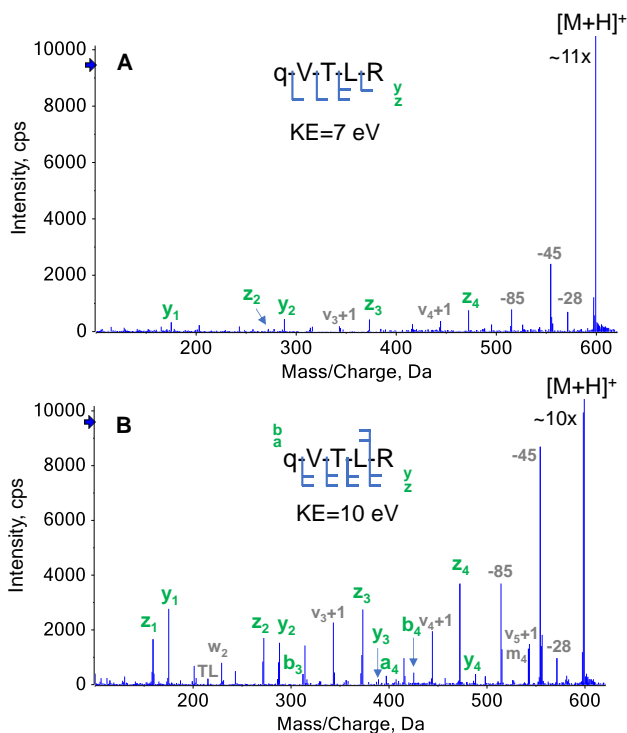 [M+H]+
~11x
A
q-V-T-L-R
y
z
KE=7 eV
Intensity, cps
10000
8000
6000
4000
2000
0
y1
z2
y2
v3+1
z3
v4+1
z4
-85
-45
-28
200
300
400
500
600
Mass/Charge, Da
[M+H]+
~10x
B
b
a
q-V-T-L-R
y
z
KE=10 eV
Intensity, cps
10000
8000
6000
4000
2000
0
z1
y1
TL
w2
z2
y2
b3
v3+1
z3
y3
a4
b4
v4+1
z4
y4
-85
v5+1
m4
-45
-28
200
300
400
500
600
Mass/Charge, Da